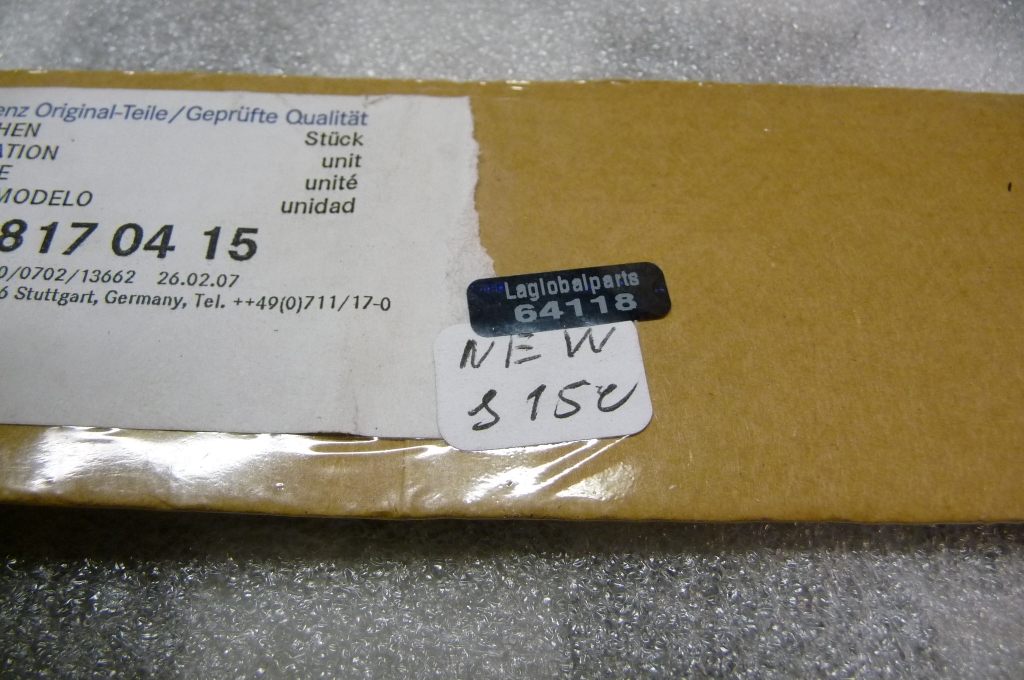 enz Original-Teile/Geprüfte Qualität
HEN
Stück
ATION
unit
E
unité
MODELO
unidad
817 04 15
0/0702/13662 26.02.07
6 Stuttgart, Germany, Tel. ++49(0)711/17-0
Laglobalparts
64118
NEW